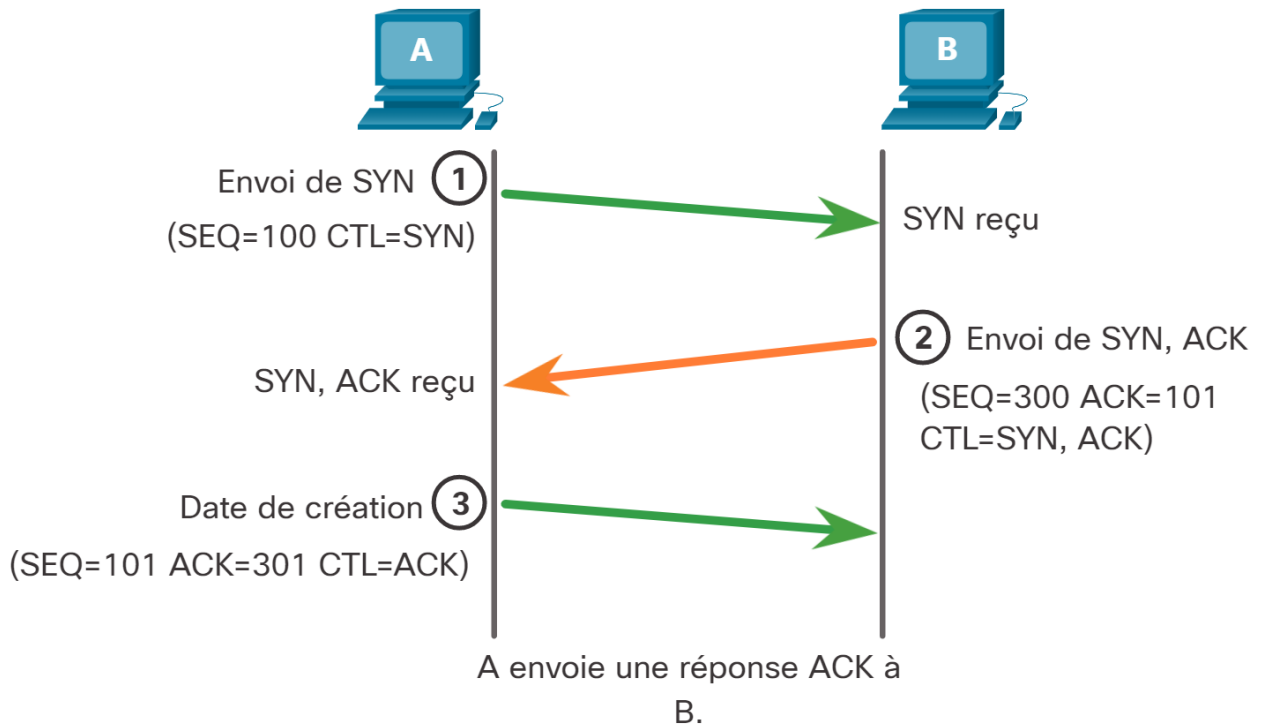 A
B
Envoi de SYN 1
(SEQ=100 CTL=SYN)
SYN reçu
2 Envoi de SYN, ACK
(SEQ=300 ACK=101
CTL=SYN, ACK)
SYN, ACK reçu
Date de création 3
(SEQ=101 ACK=301 CTL=ACK)
A envoie une réponse ACK à
B.